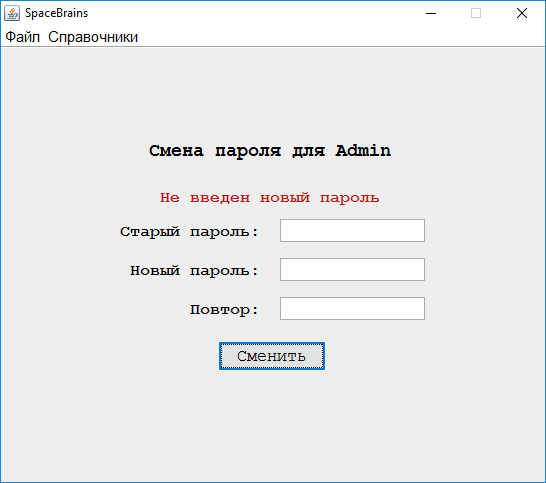 SpaceBrains
Файл Справочники
Смена пароля для Admin
Не введен новый пароль
Старый пароль:
Новый пароль:
Повтор:
Сменить